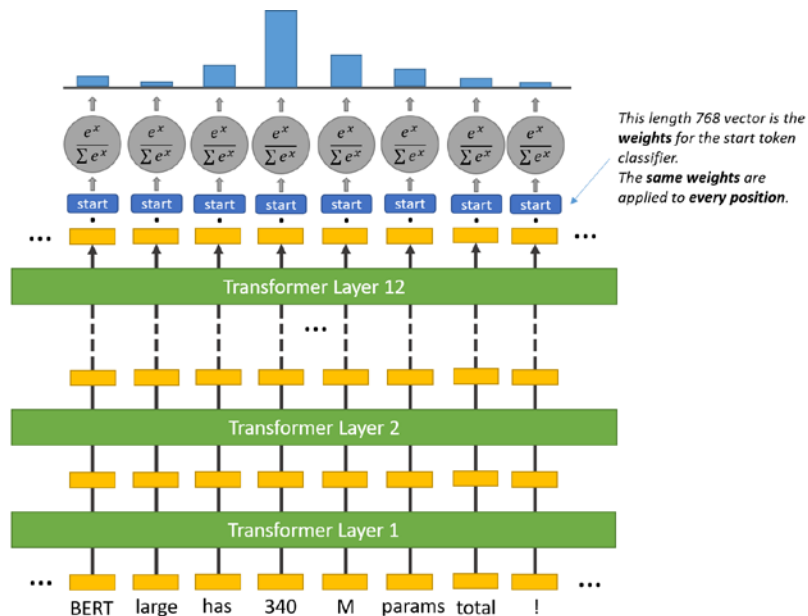 This length 768 vector is the
weights for the start token
classifier.
The same weights are
applied to every position.
e^x e^x e^x e^x e^x e^x e^x e^x
∑ e^x ∑ e^x ∑ e^x ∑ e^x ∑ e^x ∑ e^x ∑ e^x ∑ e^x
start start start start start start start start
... ...
Transformer Layer 12
...
Transformer Layer 2
Transformer Layer 1
... ...
BERT large has 340 M params total !